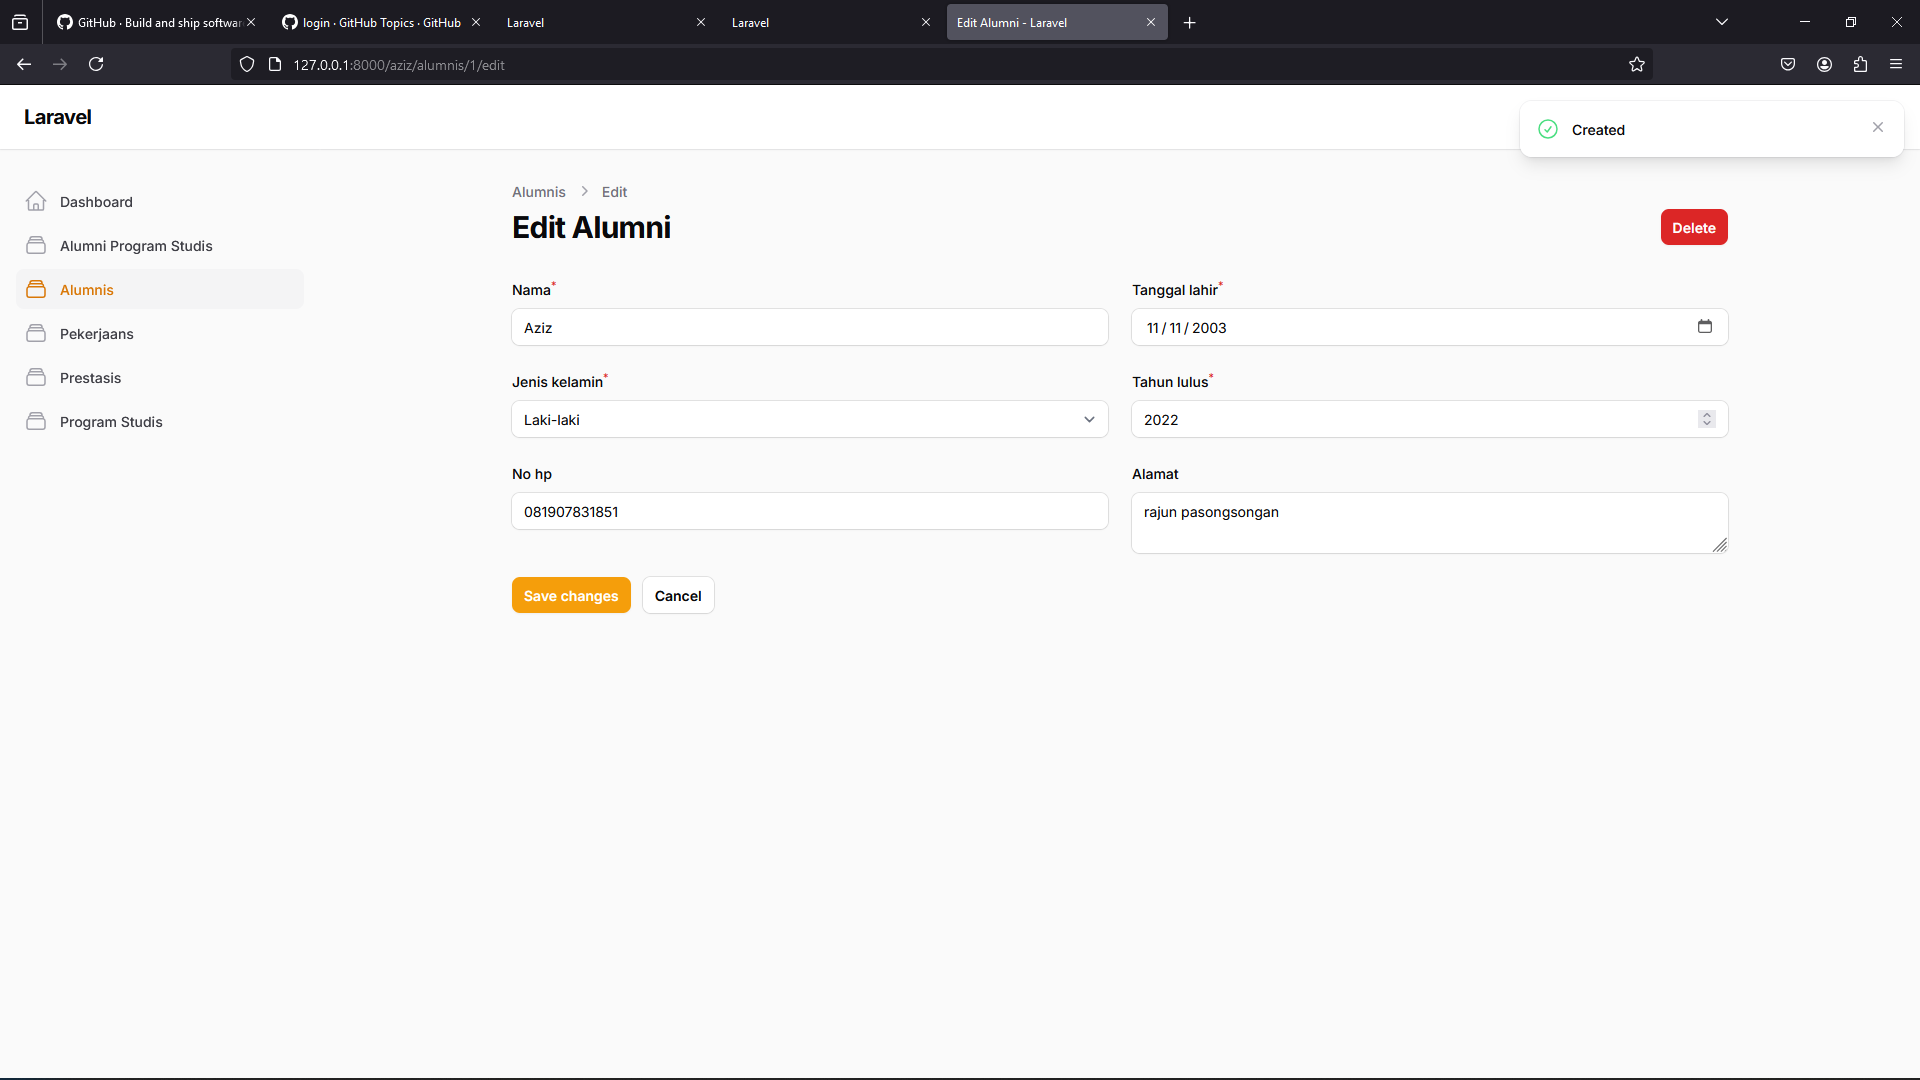 GitHub · Build and ship softwar
login · GitHub Topics · GitHub
Laravel
Laravel
Edit Alumni - Laravel
127.0.0.1:8000/aziz/alumnis/1/edit
Laravel
Created
Dashboard
Alumni Program Studis
Alumnis
Pekerjaans
Prestasis
Program Studis
Alumnis > Edit
Edit Alumni
Delete
Nama*
Aziz
Tanggal lahir*
11/11/2003
Jenis kelamin*
Laki-laki
Tahun lulus*
2022
No hp
081907831851
Alamat
rajun pasongsongan
Save changes
Cancel